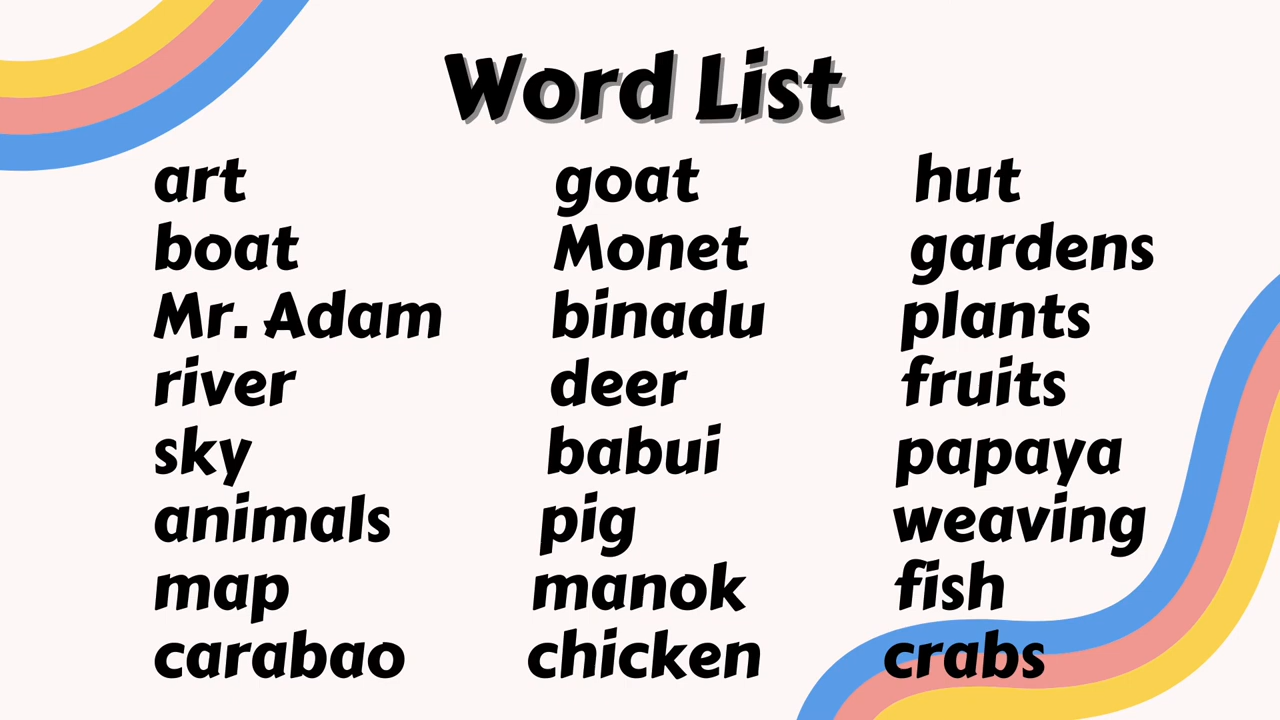 Word List
art
boat
Mr. Adam
river
sky
animals
map
carabao
goat
Monet
binadu
deer
babui
pig
manok
chicken
hut
gardens
plants
fruits
papaya
weaving
fish
crabs